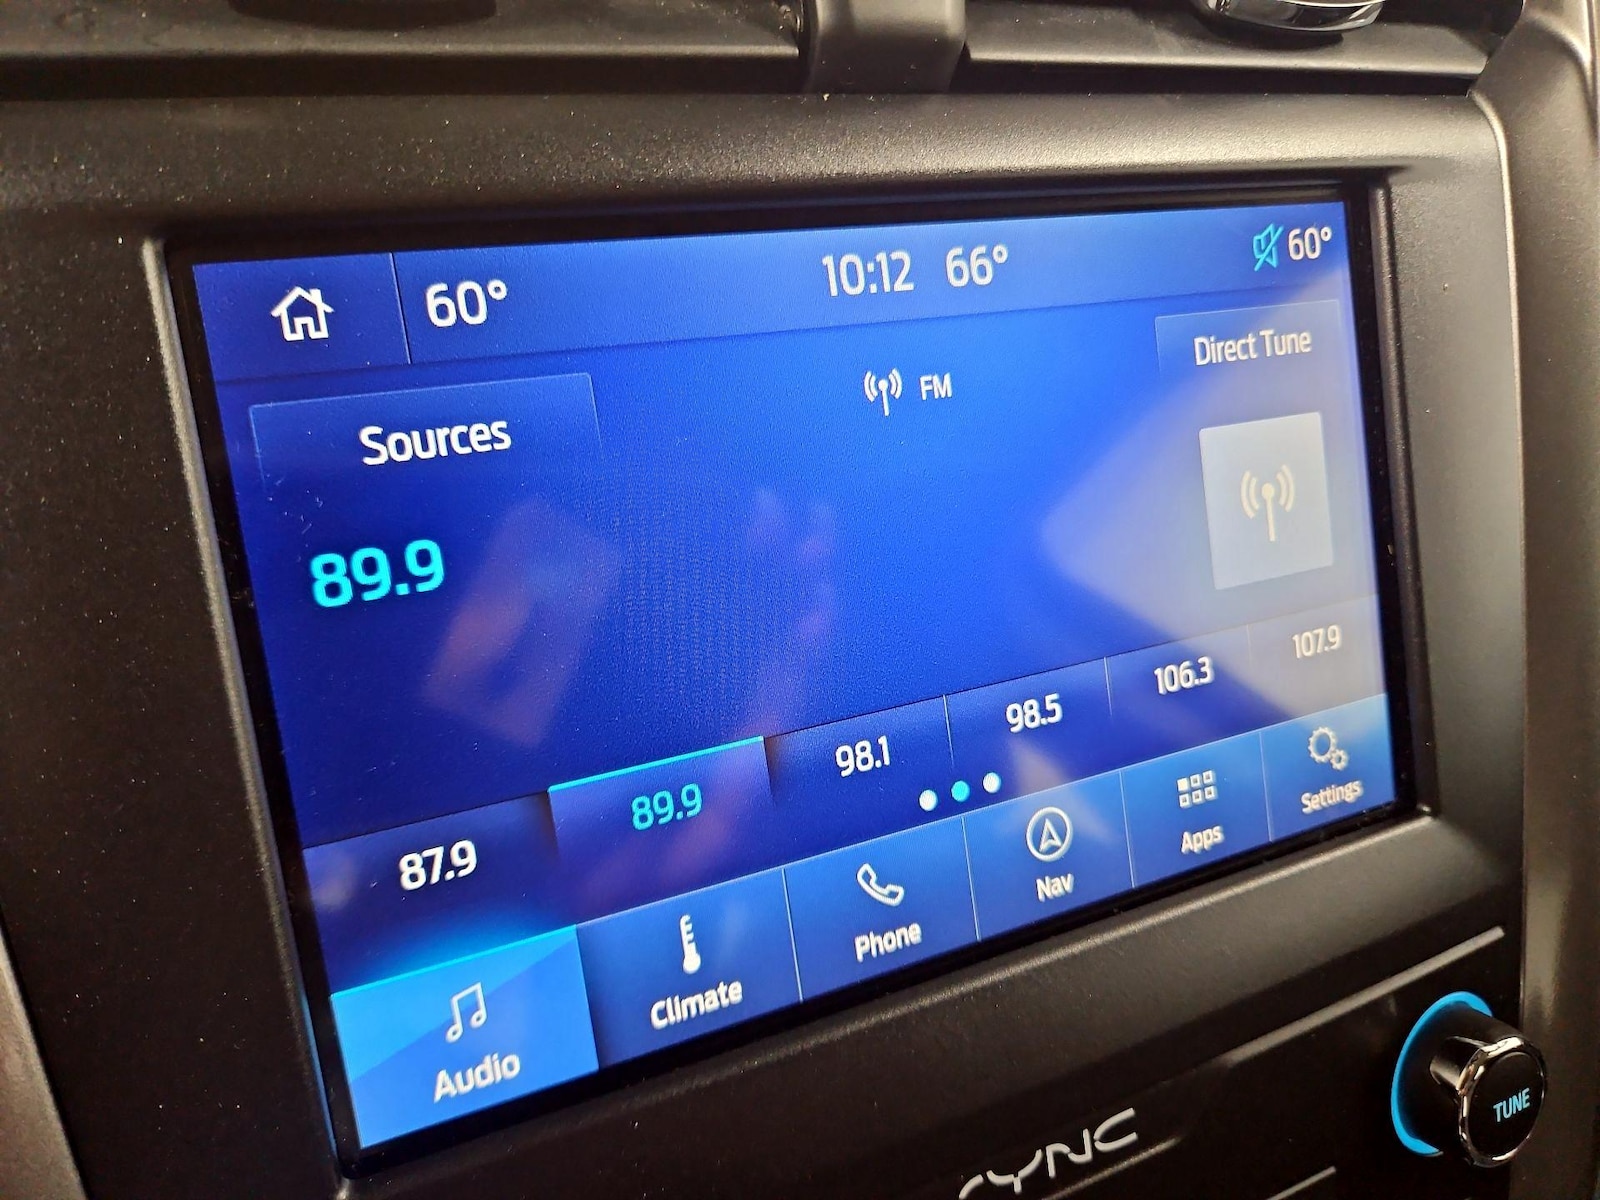 60° 10:12 66° 60°
Direct Tune
FM
Sources
89.9
87.9 89.9 98.1 98.5 106.3 107.9
Audio Climate Phone Nav Apps Settings
TUNE
SYNC